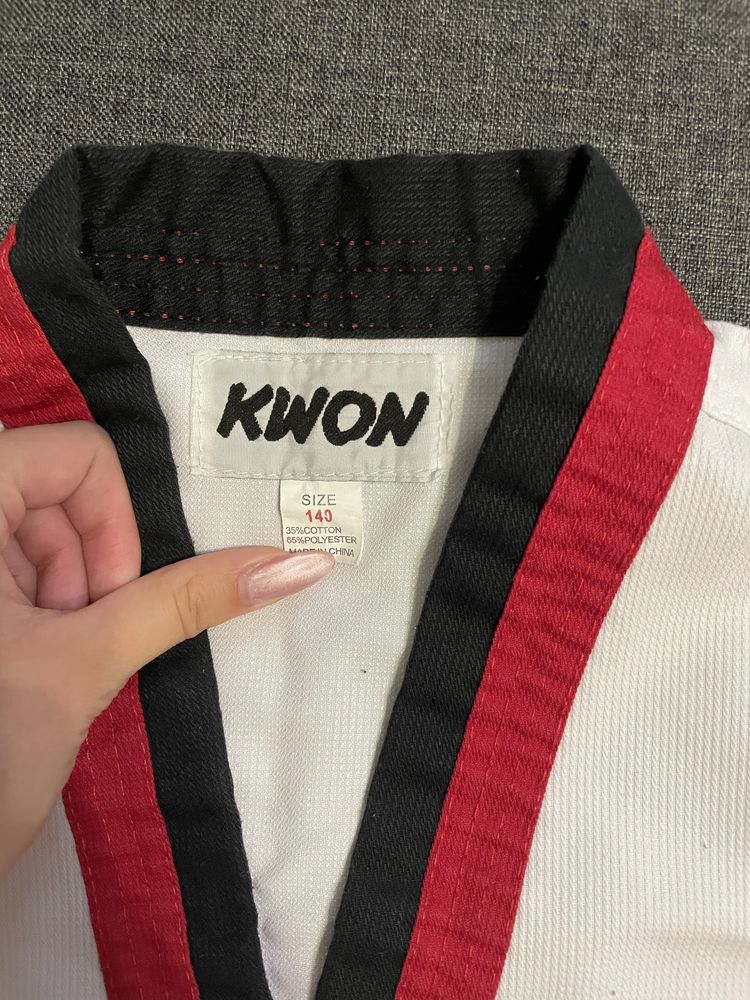 KWON
SIZE
140
35%COTTON
65%POLYESTER
MADE IN CHINA